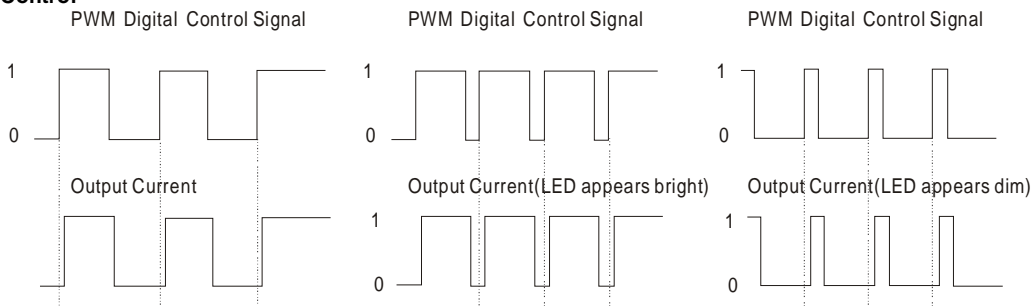 Control
PWM Digital Control Signal
1
0
Output Current
PWM Digital Control Signal
1
0
Output Current(LED appears bright)
1
0
PWM Digital Control Signal
1
0
Output Current(LED appears dim)
1
0